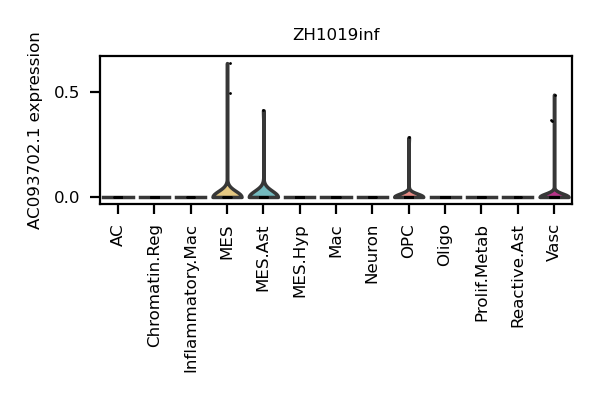 ZH1019inf
AC093702.1 expression
0.5
0.0
AC
Chromatin.Reg
Inflammatory.Mac
MES
MES.Ast
MES.Hyp
Mac
Neuron
OPC
Oligo
Prolif.Metab
Reactive.Ast
Vasc